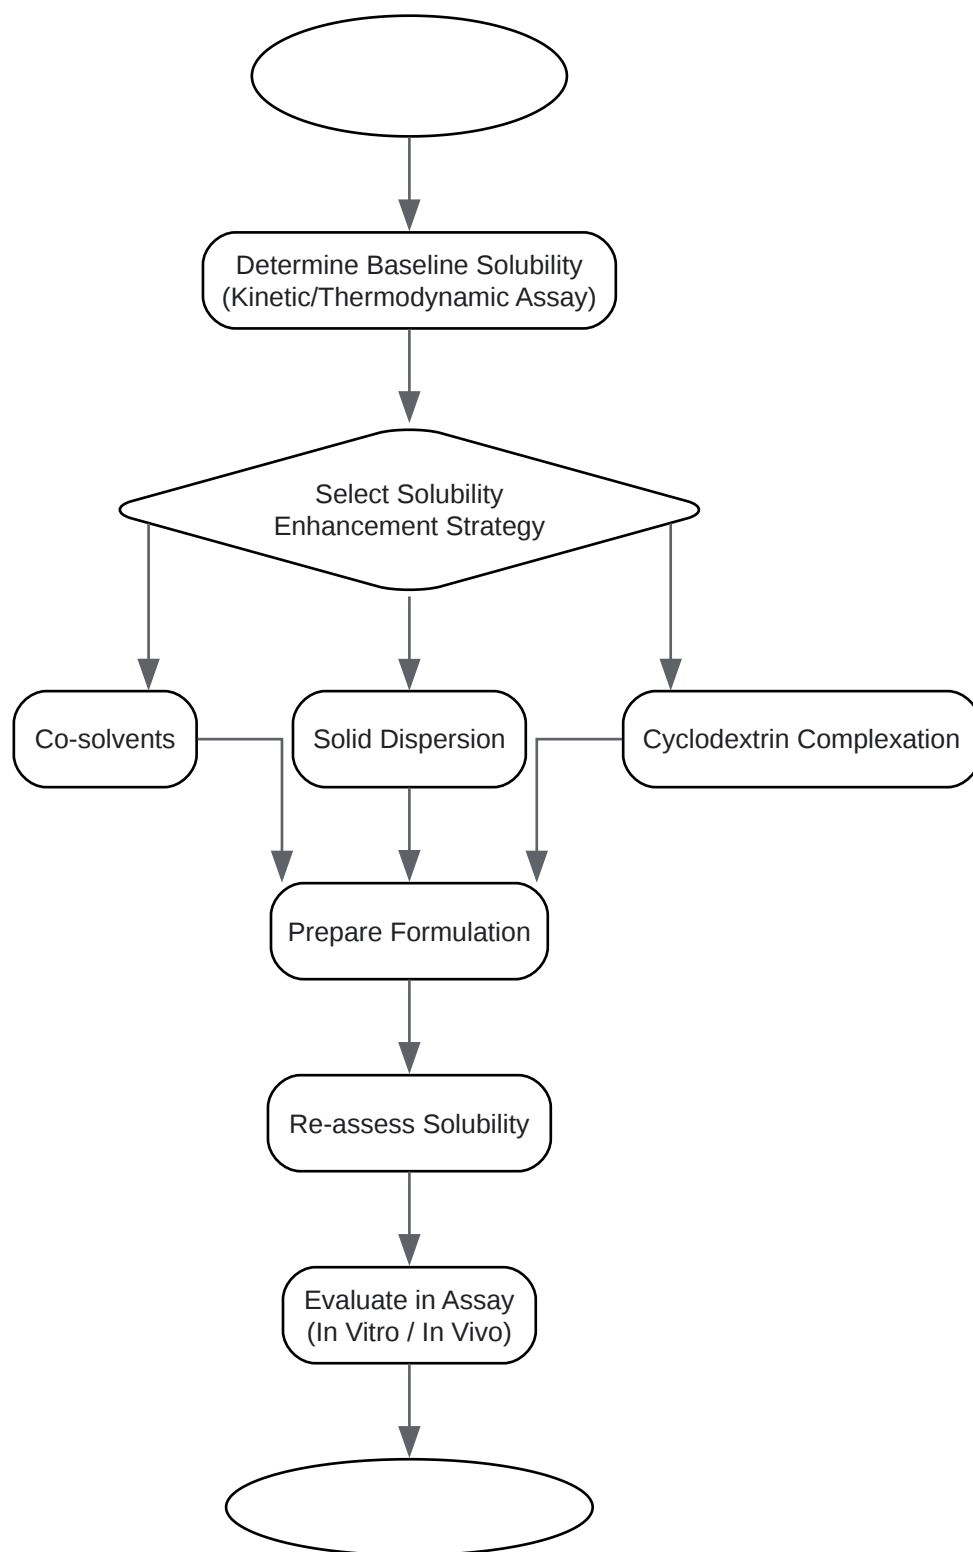 Determine Baseline Solubility
(Kinetic/Thermodynamic Assay)
Select Solubility
Enhancement Strategy
Co-solvents
Solid Dispersion
Cyclodextrin Complexation
Prepare Formulation
Re-assess Solubility
Evaluate in Assay
(In Vitro / In Vivo)